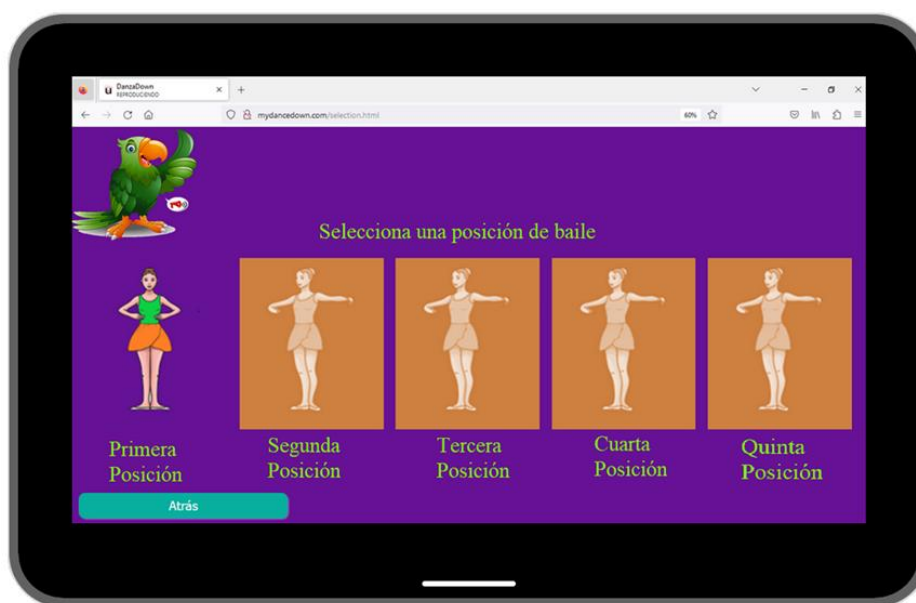 DanzaDown
REPRODUCIENDO
mydancedown.com/selection.html
60%
Selecciona una posición de baile
Primera
Posición
Segunda
Posición
Tercera
Posición
Cuarta
Posición
Quinta
Posición
Atrás